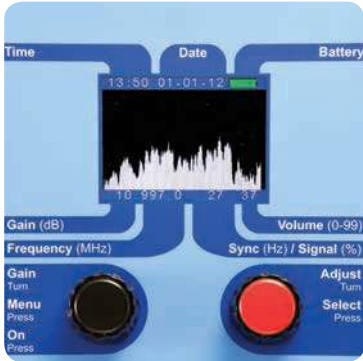 Time Date Battery
13:50 01-01-12
10 997.0 27 37
Gain (dB) Volume (0-99)
Frequency (MHz) Sync (Hz) / Signal (%)
Gain
Turn
Menu
Press
On
Press
Adjust
Turn
Select
Press